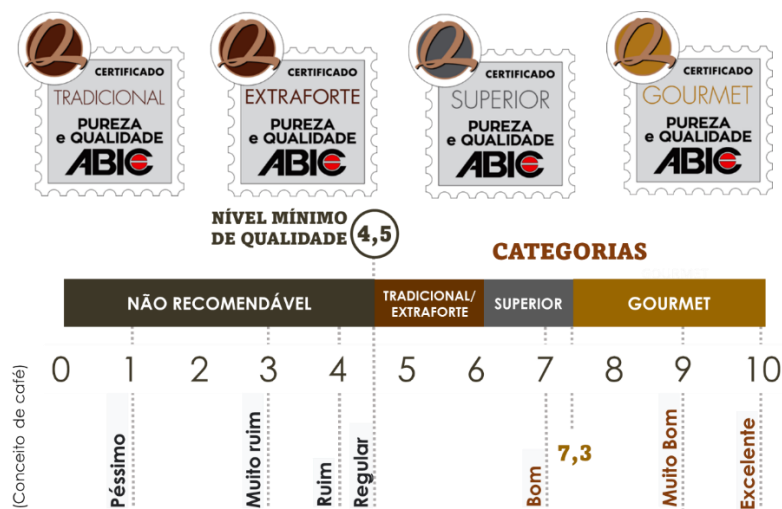 CERTIFICADO
TRADICIONAL
PUREZA
e QUALIDADE
ABIC
CERTIFICADO
EXTRAFORTE
PUREZA
e QUALIDADE
ABIC
CERTIFICADO
SUPERIOR
PUREZA
e QUALIDADE
ABIC
CERTIFICADO
GOURMET
PUREZA
e QUALIDADE
ABIC
NÍVEL MÍNIMO
DE QUALIDADE
4,5
CATEGORIAS
NÃO RECOMENDÁVEL
TRADICIONAL/
EXTRAFORTE
SUPERIOR
GOURMET
0 1 2 3 4 5 6 7 8 9 10
(Conceito de café)
Péssimo
Muito ruim
Ruim
Regular
Bom
7,3
Muito Bom
Excelente